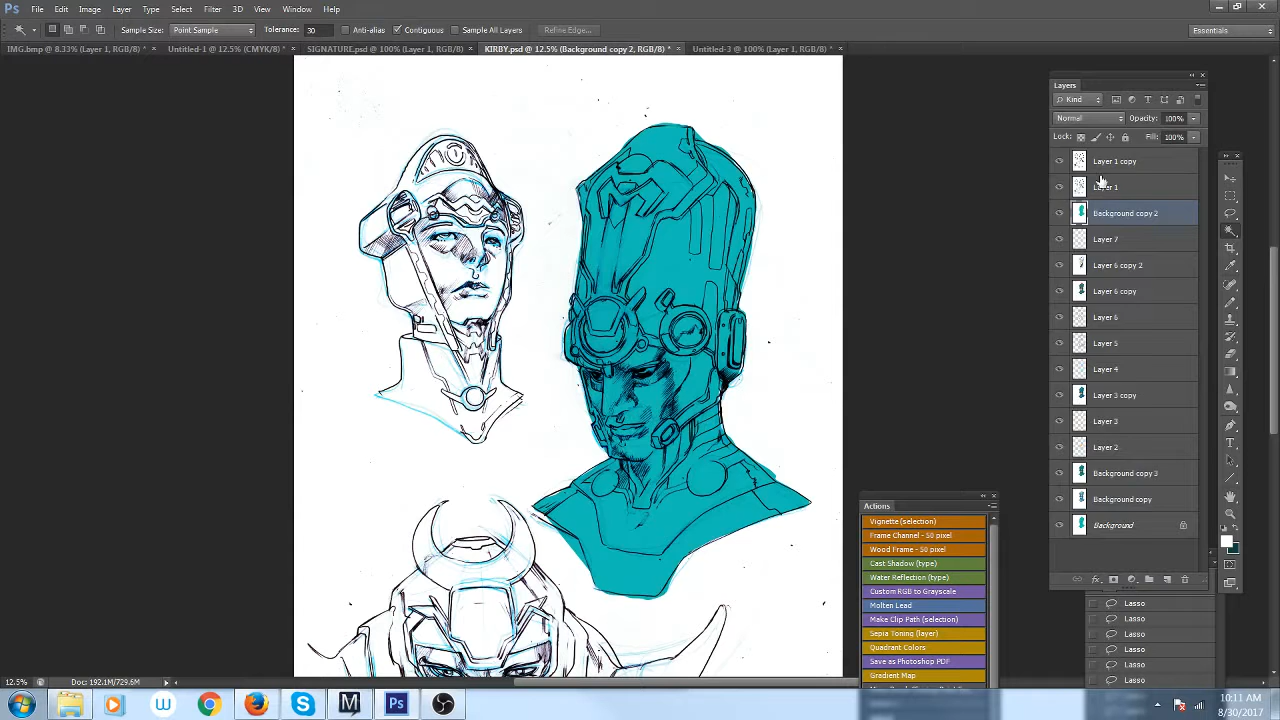 Ps File Edit Image Layer Type Select Filter 3D View Window Help
Sample Size: Point Sample Tolerance: 30 Anti-alias Contiguous Sample All Layers Refine Edge... Essentials
IMG.bmp @ 8.33% (Layer 1, RGB/8) * × Untitled-1 @ 12.5% (CMYK/8) * × SIGNATURE.psd @ 100% (Layer 1, RGB/8) × KIRBY.psd @ 12.5% (Background copy 2, RGB/8) * × Untitled-3 @ 100% (Layer 1, RGB/8) * ×
Layers
Kind
Normal Opacity: 100%
Lock: Fill: 100%
Layer 1 copy
Layer 1
Background copy 2
Layer 7
Layer 6 copy 2
Layer 6 copy
Layer 6
Layer 5
Layer 4
Layer 3 copy
Layer 3
Layer 2
Background copy 3
Background copy
Background
Actions
Vignette (selection)
Frame Channel - 50 pixel
Wood Frame - 50 pixel
Cast Shadow (type)
Water Reflection (type)
Custom RGB to Grayscale
Molten Lead
Make Clip Path (selection)
Sepia Toning (layer)
Quadrant Colors
Save as Photoshop PDF
Gradient Map
Lasso
Lasso
Lasso
Lasso
Lasso
Lasso
12.5% Doc: 192.1M/729.6M
W M Ps
10:11 AM
8/30/2017